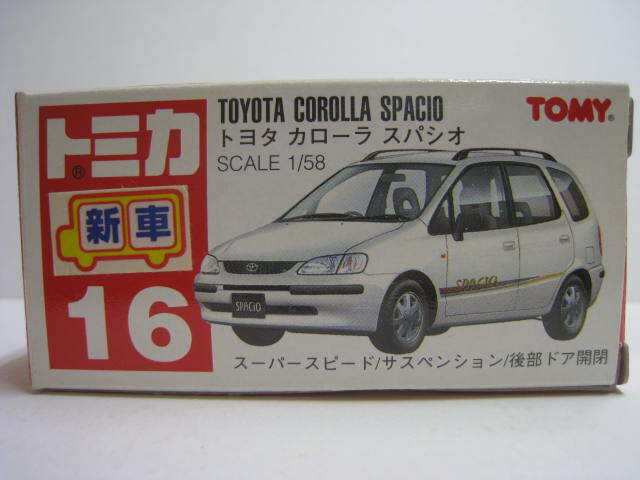 トミカ®
新車
16
TOYOTA COROLLA SPACIO
トヨタ カローラ スパシオ
SCALE 1/58
TOMY®
SPACIO
SPACIO
スーパースピード/サスペンション/後部ドア開閉